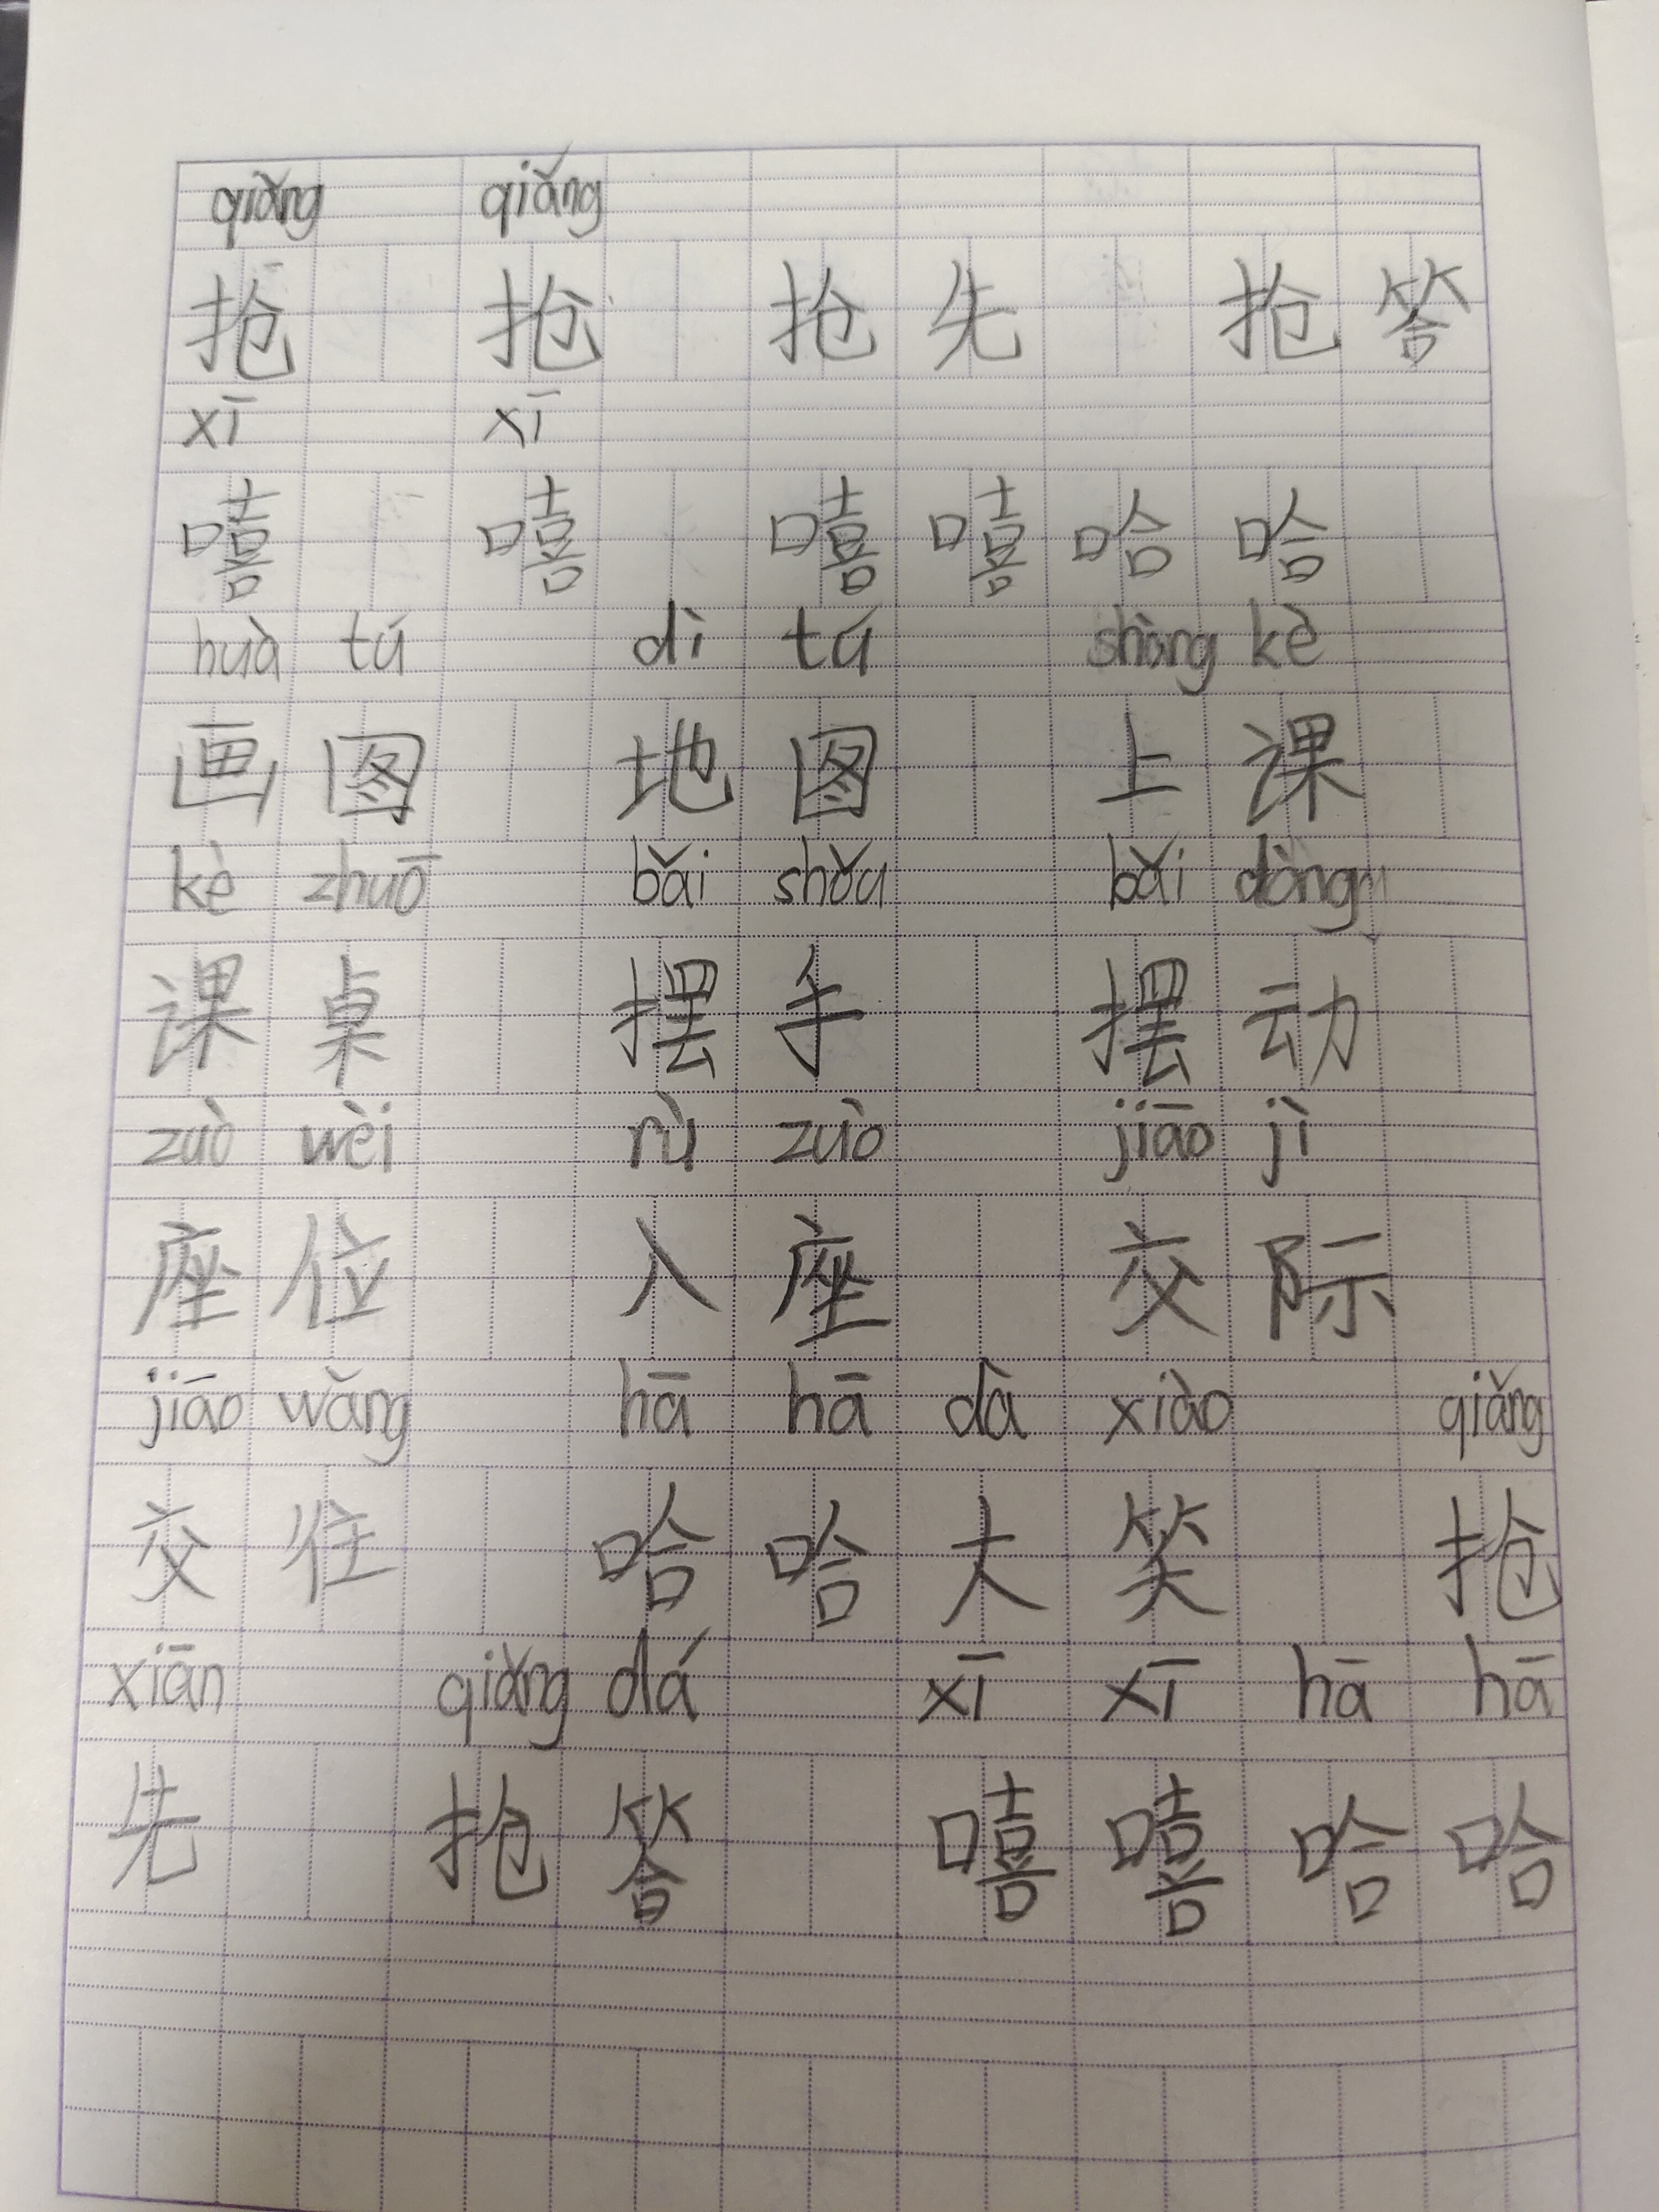 qiǎng qiǎng
抢 抢 抢先 抢答
xī xī
嘻 嘻 嘻嘻哈哈
huà tú dì tú shàng kè
画图 地图 上课
kè zhuō bǎi shǒu bǎi dòng
课桌 摆手 摆动
zuò wèi rù zuò jiāo jì
座位 入座 交际
jiāo wǎng hā hā dà xiào qiǎng
交往 哈哈大笑 抢
xiān qiǎng dá xī xī hā hā
先 抢答 嘻嘻哈哈